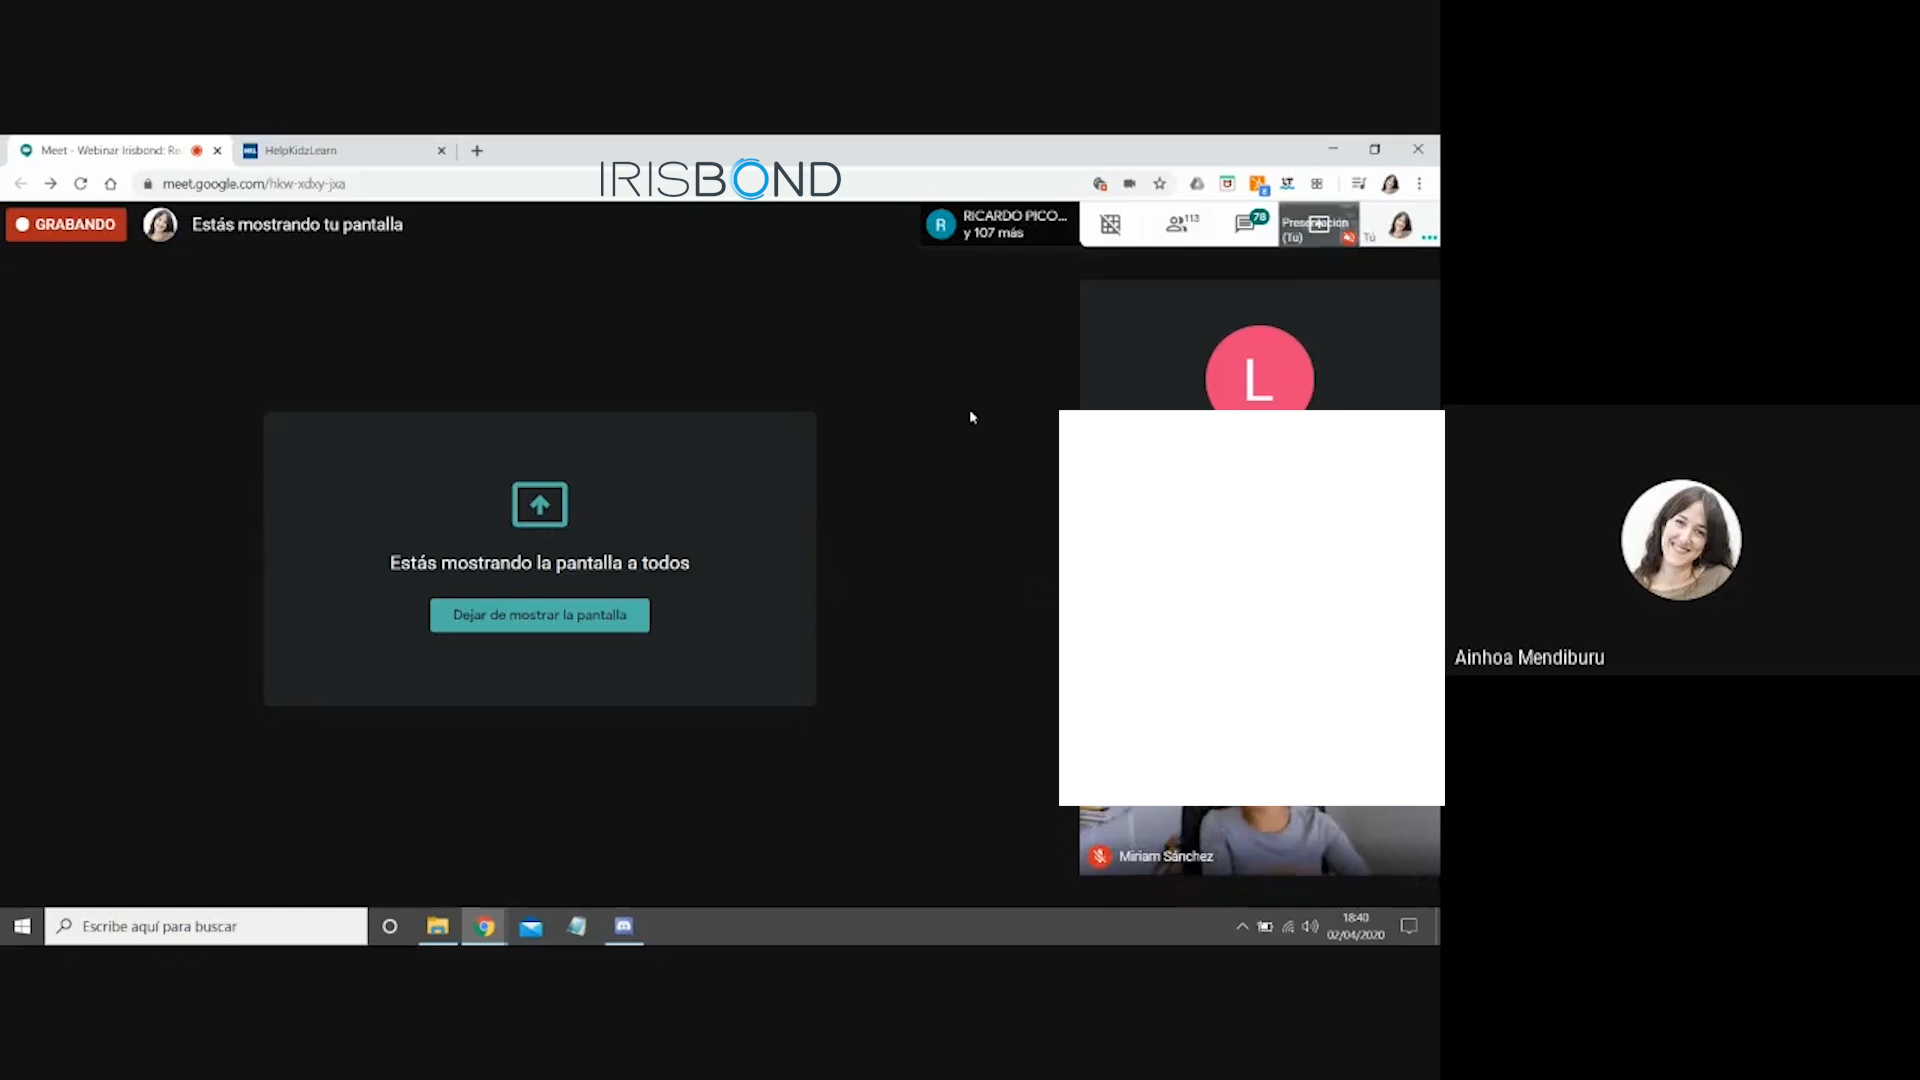 Meet - Webinar Irisbond: Re
HelpKidzLearn
IRISBOND
meet.google.com/hkw-xdxy-jxa
GRABANDO
Estás mostrando tu pantalla
R
RICARDO PICO...
y 107 más
113
78
Presentación
(Tú)
Tú
L
Estás mostrando la pantalla a todos
Dejar de mostrar la pantalla
Ainhoa Mendiburu
Miriam Sánchez
Escribe aquí para buscar
18:40
02/04/2020